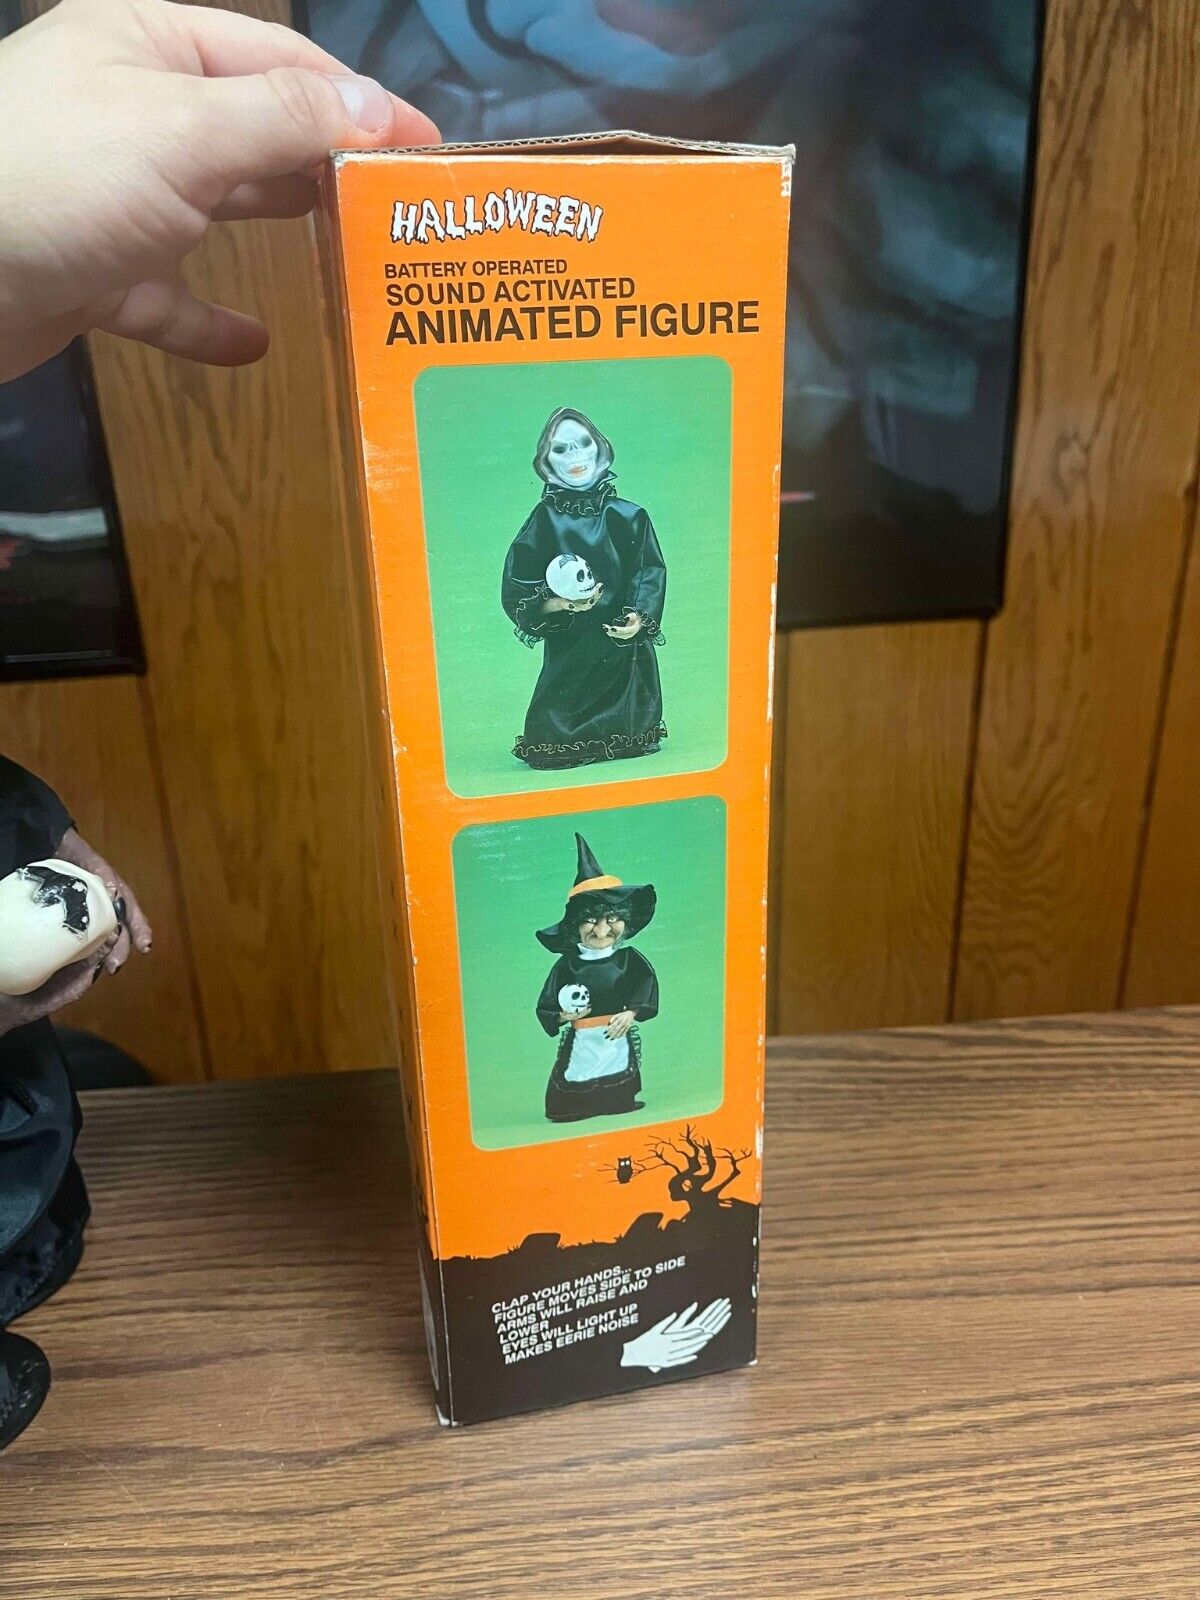 HALLOWEEN
BATTERY OPERATED
SOUND ACTIVATED
ANIMATED FIGURE
CLAP YOUR HANDS...
FIGURE MOVES SIDE TO SIDE
ARMS WILL RAISE AND
LOWER
EYES WILL LIGHT UP
MAKES EERIE NOISE